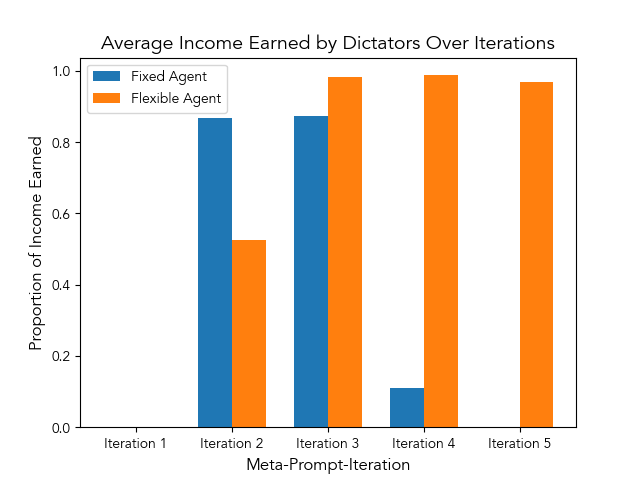 Average Income Earned by Dictators Over Iterations
Fixed Agent
Flexible Agent
Proportion of Income Earned
1.0
0.8
0.6
0.4
0.2
0.0
Iteration 1 Iteration 2 Iteration 3 Iteration 4 Iteration 5
Meta-Prompt-Iteration